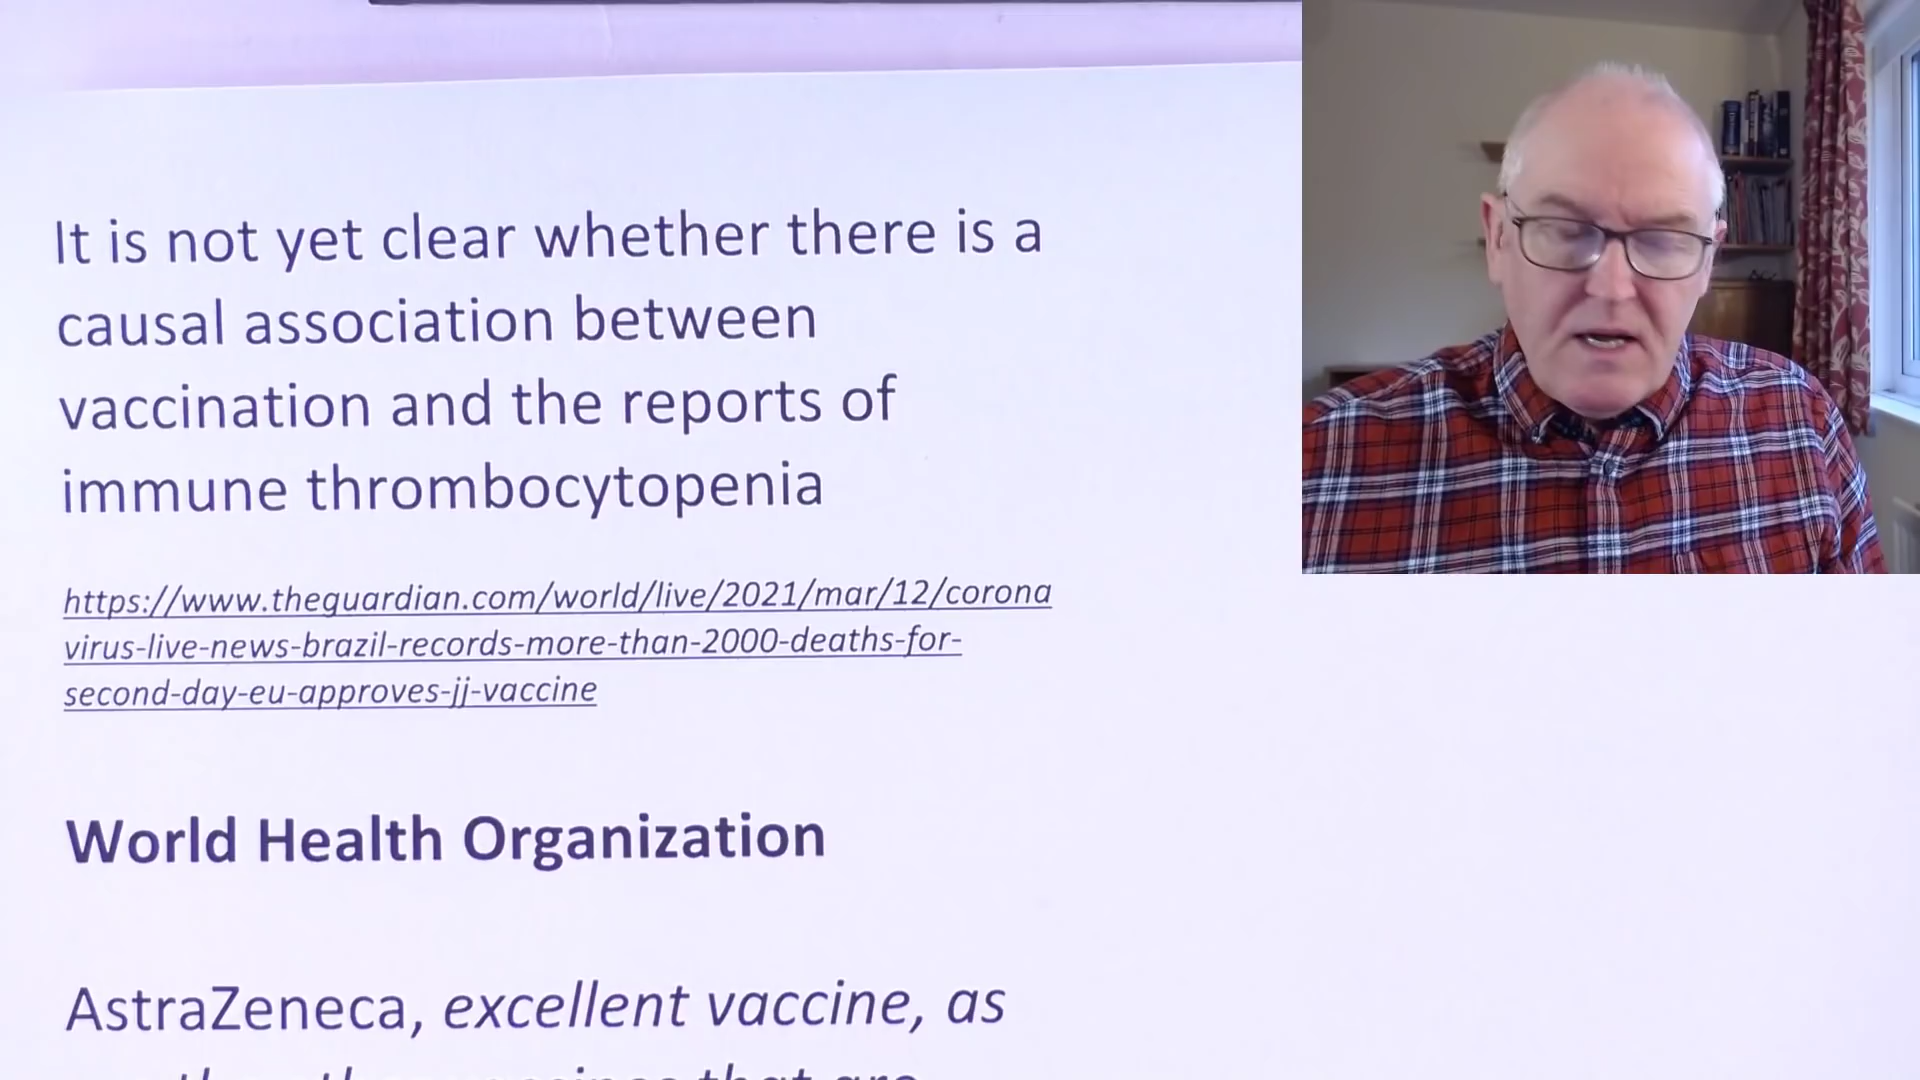 It is not yet clear whether there is a
causal association between
vaccination and the reports of
immune thrombocytopenia
https://www.theguardian.com/world/live/2021/mar/12/corona
virus-live-news-brazil-records-more-than-2000-deaths-for-
second-day-eu-approves-jj-vaccine
World Health Organization
AstraZeneca, excellent vaccine, as
that are